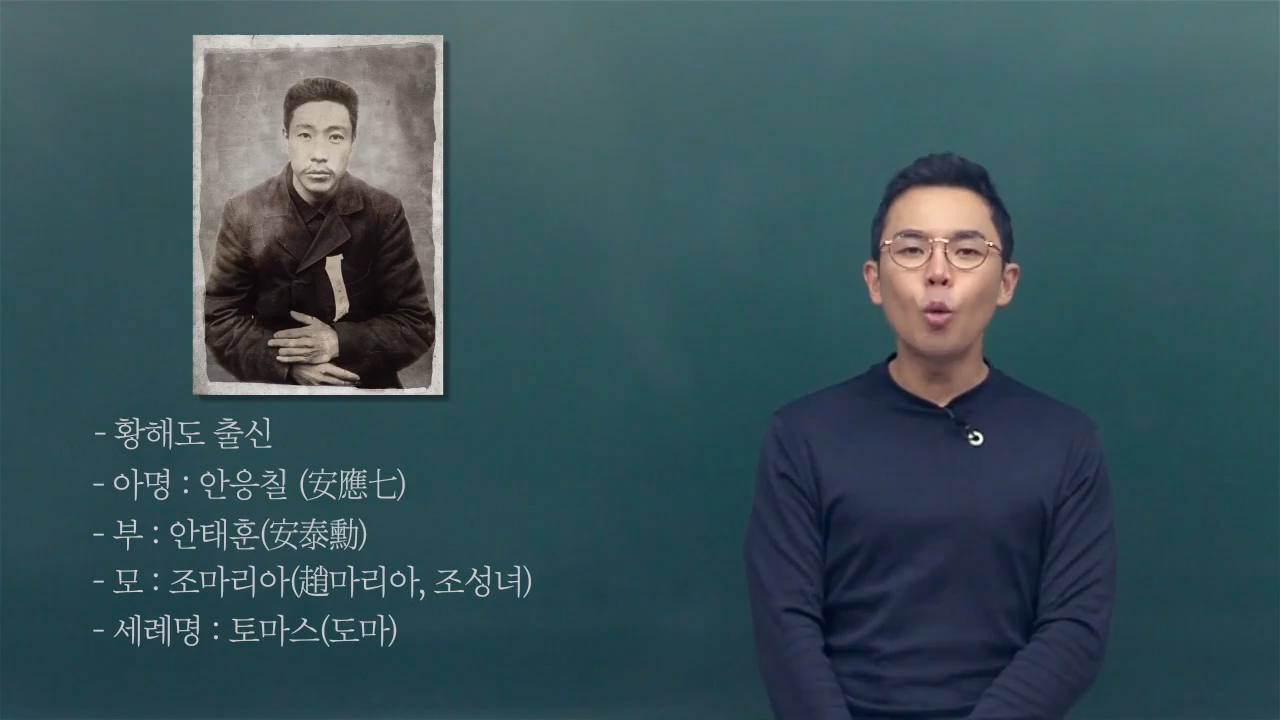 - 황해도 출신
- 아명 : 안응칠 (安應七)
- 부 : 안태훈(安泰勳)
- 모 : 조마리아(趙마리아, 조성녀)
- 세례명 : 토마스(도마)